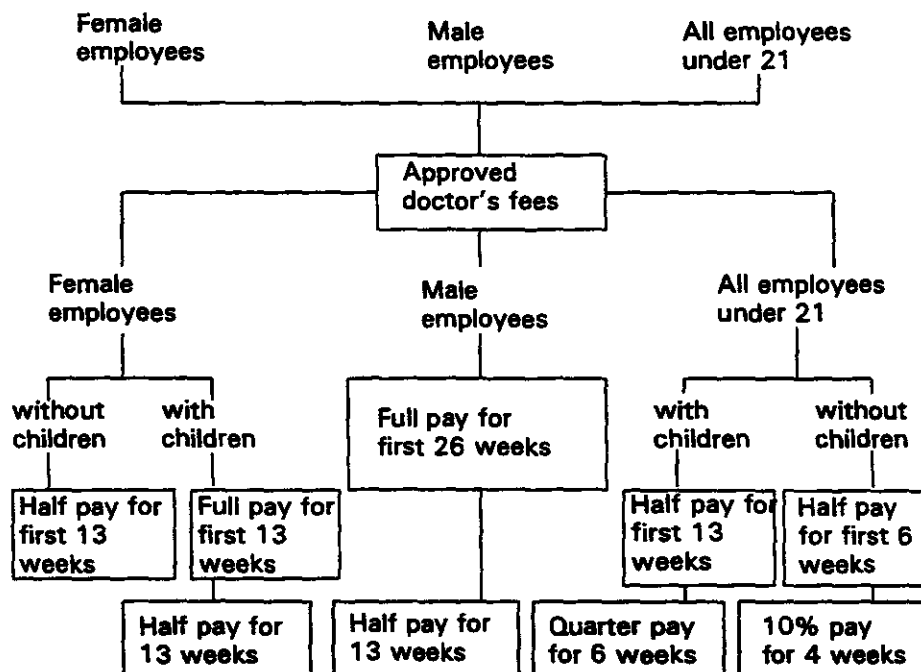 Female
employees
Male
employees
All employees
under 21
Approved
doctor's fees
Female
employees
Male
employees
All employees
under 21
without
children
with
children
Full pay for
first 26 weeks
with
children
without
children
Half pay for
first 13
weeks
Full pay for
first 13
weeks
Half pay for
first 13
weeks
Half pay
for first 6
weeks
Half pay for
13 weeks
Half pay for
13 weeks
Quarter pay
for 6 weeks
10% pay
for 4 weeks